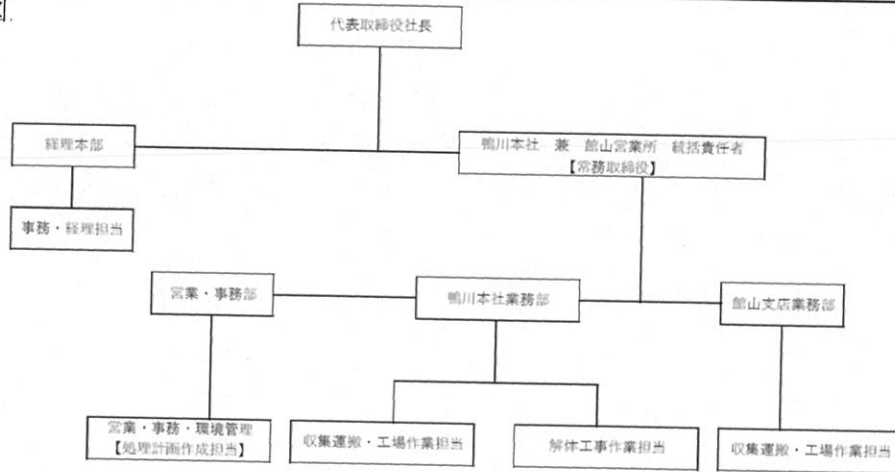 図.
代表取締役社長
経理本部
鴨川本社 兼 館山営業所 統括責任者
【常務取締役】
事務・経理担当
営業・事務部
鴨川本社業務部
館山支店業務部
営業・事務・環境管理
【処理計画作成担当】
収集運搬・工場作業担当
解体工事作業担当
収集運搬・工場作業担当